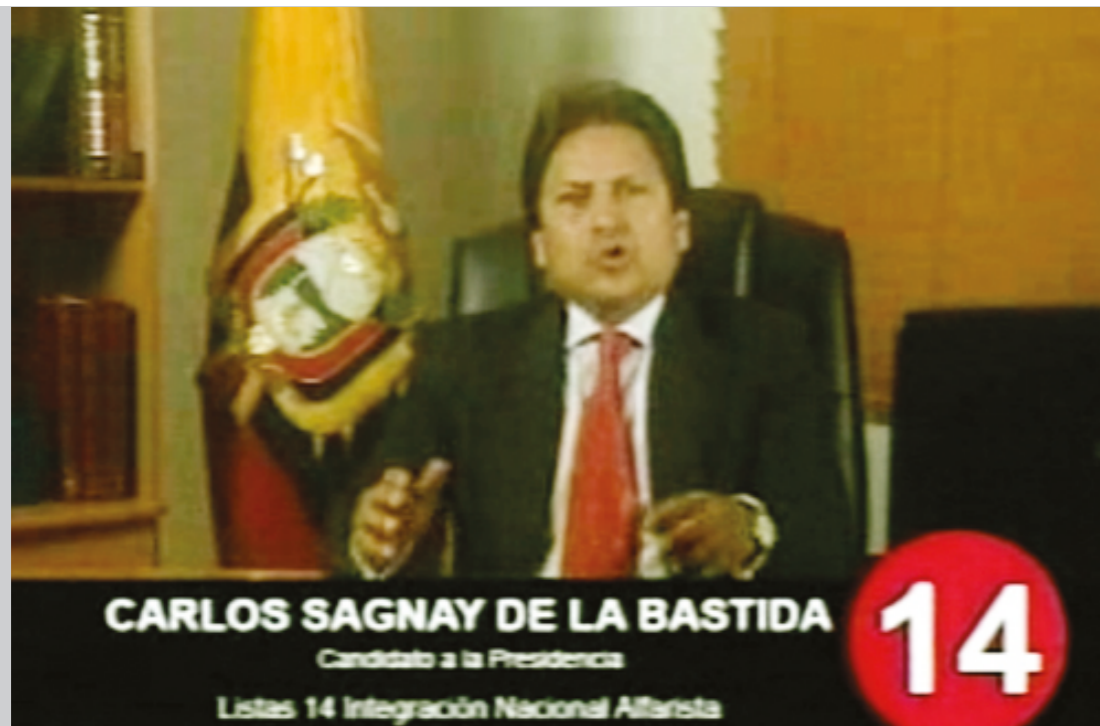 CARLOS SAGNAY DE LA BASTIDA
Candidato a la Presidencia
Listas 14 Integración Nacional Alfarista
14